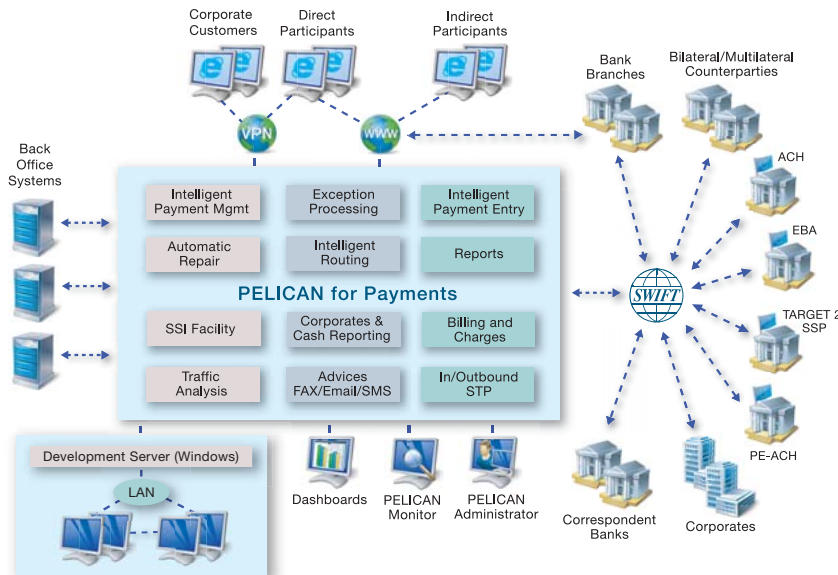 Corporate
Customers
Direct
Participants
Indirect
Participants
Bank
Branches
Bilateral/Multilateral
Counterparties
VPN
WWW
Back
Office
Systems
ACH
EBA
TARGET 2
SSP
PE-ACH
SWIFT
Intelligent
Payment Mgmt
Exception
Processing
Intelligent
Payment Entry
Automatic
Repair
Intelligent
Routing
Reports
PELICAN for Payments
SSI Facility
Corporates &
Cash Reporting
Billing and
Charges
Traffic
Analysis
Advices
FAX/Email/SMS
In/Outbound
STP
Development Server (Windows)
LAN
Dashboards
PELICAN
Monitor
PELICAN
Administrator
Correspondent
Banks
Corporates